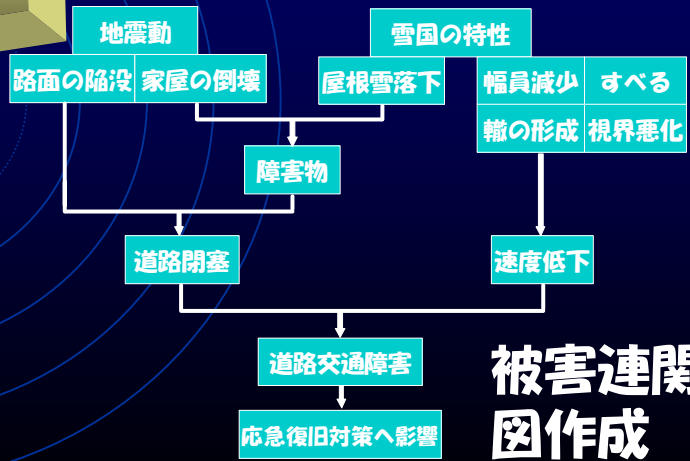 地震動
雪国の特性
路面の陥没
家屋の倒壊
屋根雪落下
幅員減少
すべる
轍の形成
視界悪化
障害物
道路閉塞
速度低下
道路交通障害
応急復旧対策へ影響
被害連関
図作成